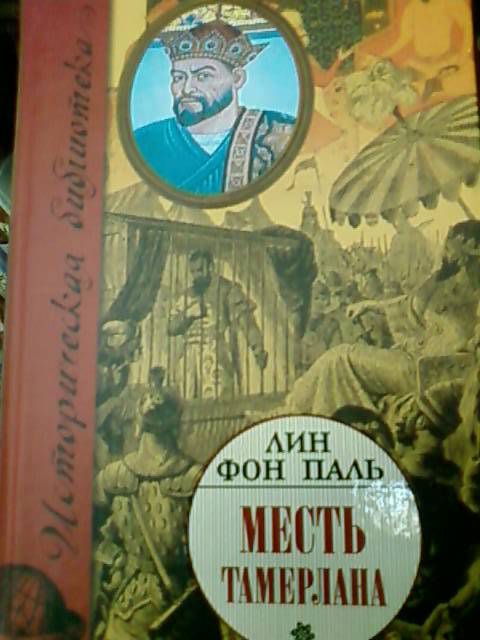 Историческая библиотека
ЛИН
ФОН ПАЛЬ
МЕСТЬ
ТАМЕРЛАНА